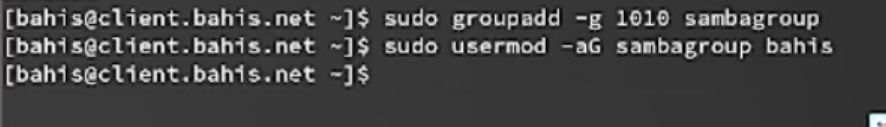 [bahis@client.bahis.net ~]$ sudo groupadd -g 1010 sambagroup
[bahis@client.bahis.net ~]$ sudo usermod -aG sambagroup bahis
[bahis@client.bahis.net ~]$